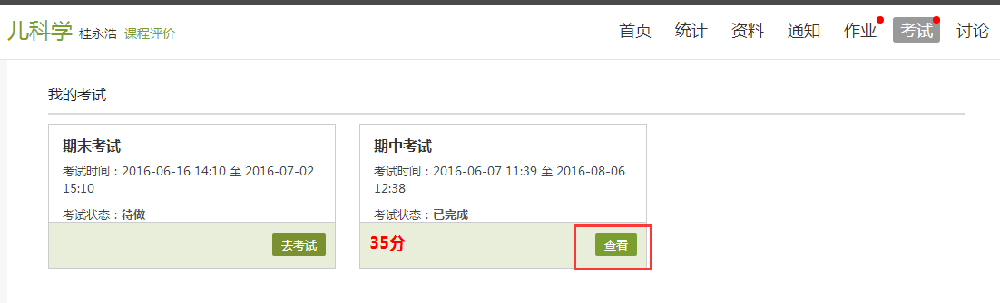 儿科学 桂永浩 课程评价
首页 统计 资料 通知 作业 考试 讨论
我的考试
期末考试
考试时间：2016-06-16 14:10 至 2016-07-02
15:10
考试状态：待做
去考试
期中考试
考试时间：2016-06-07 11:39 至 2016-08-06
12:38
考试状态：已完成
35分
查看